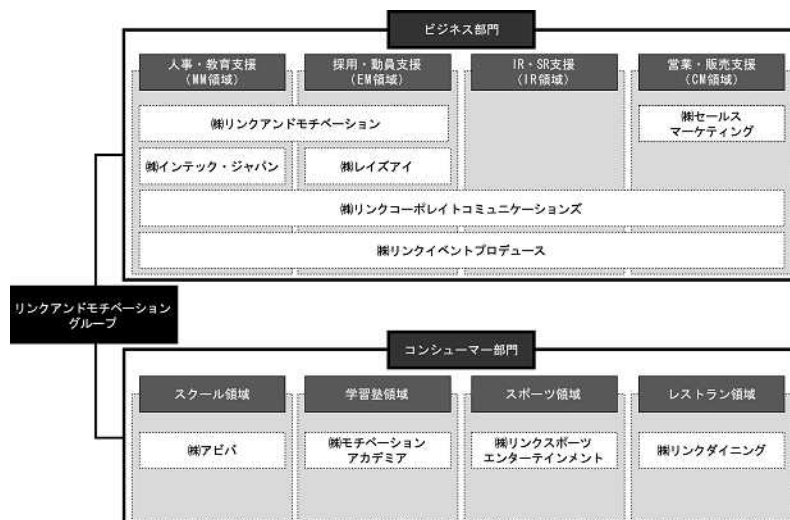 ビジネス部門
人事・教育支援
(MM領域)
採用・動員支援
(EM領域)
IR・SR支援
(IR領域)
営業・販売支援
(CM領域)
㈱リンクアンドモチベーション
㈱セールス
マーケティング
㈱インテック・ジャパン
㈱レイズアイ
㈱リンクコーポレイトコミュニケーションズ
㈱リンクイベントプロデュース
リンクアンドモチベーション
グループ
コンシューマー部門
スクール領域
学習塾領域
スポーツ領域
レストラン領域
㈱アビバ
㈱モチベーション
アカデミア
㈱リンクスポーツ
エンターテインメント
㈱リンクダイニング